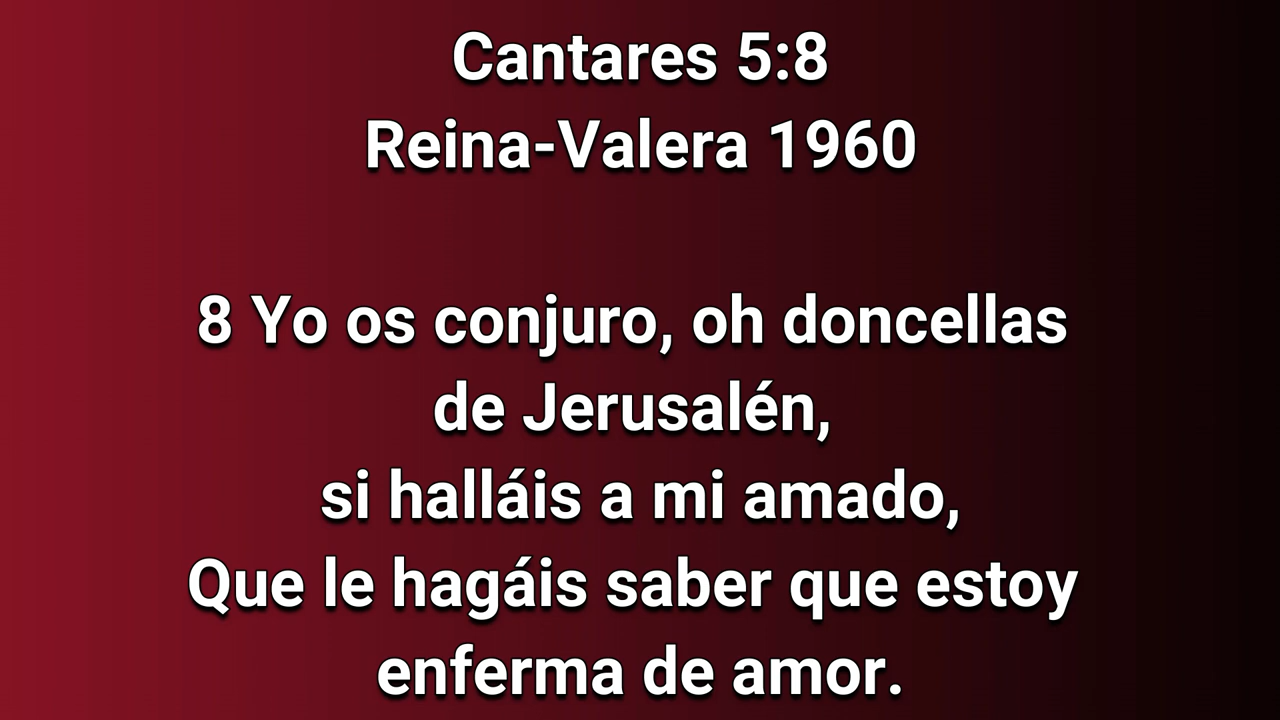 Cantares 5:8
Reina-Valera 1960
8 Yo os conjuro, oh doncellas
de Jerusalén,
si halláis a mi amado,
Que le hagáis saber que estoy
enferma de amor.